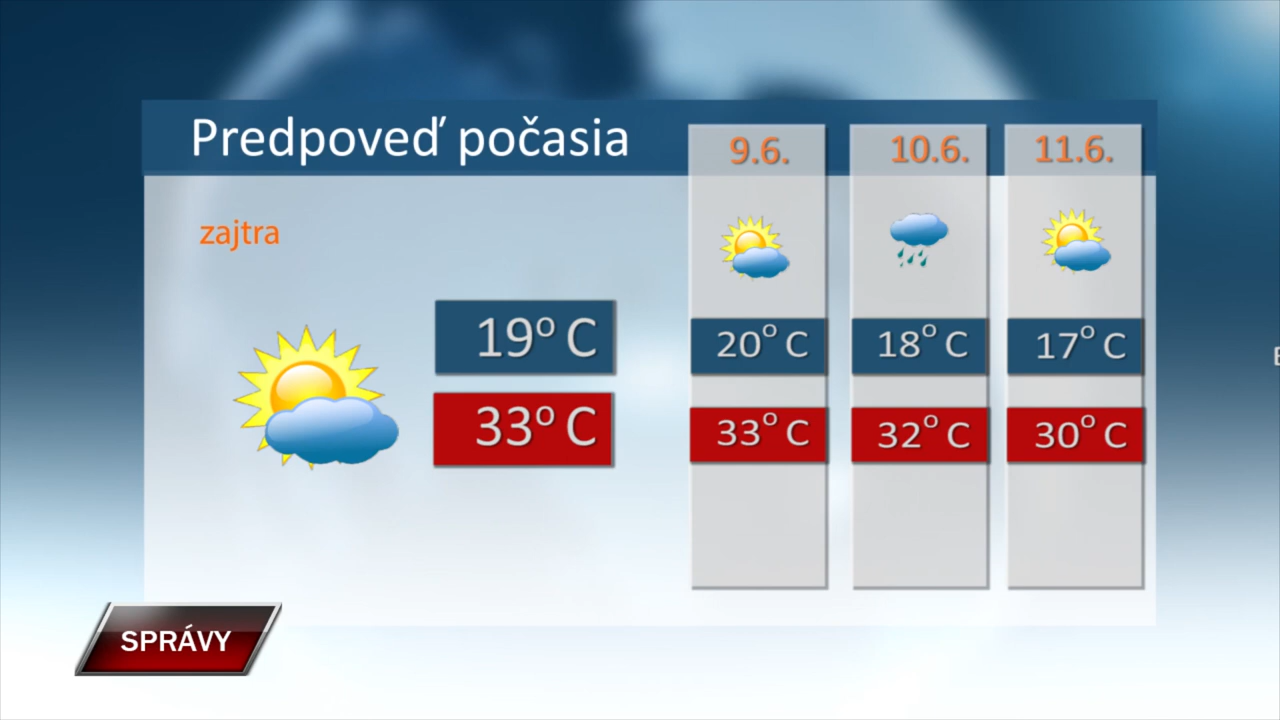 Predpoveď počasia
zajtra
19° C
33° C
9.6.
20° C
33° C
10.6.
18° C
32° C
11.6.
17° C
30° C
SPRÁVY